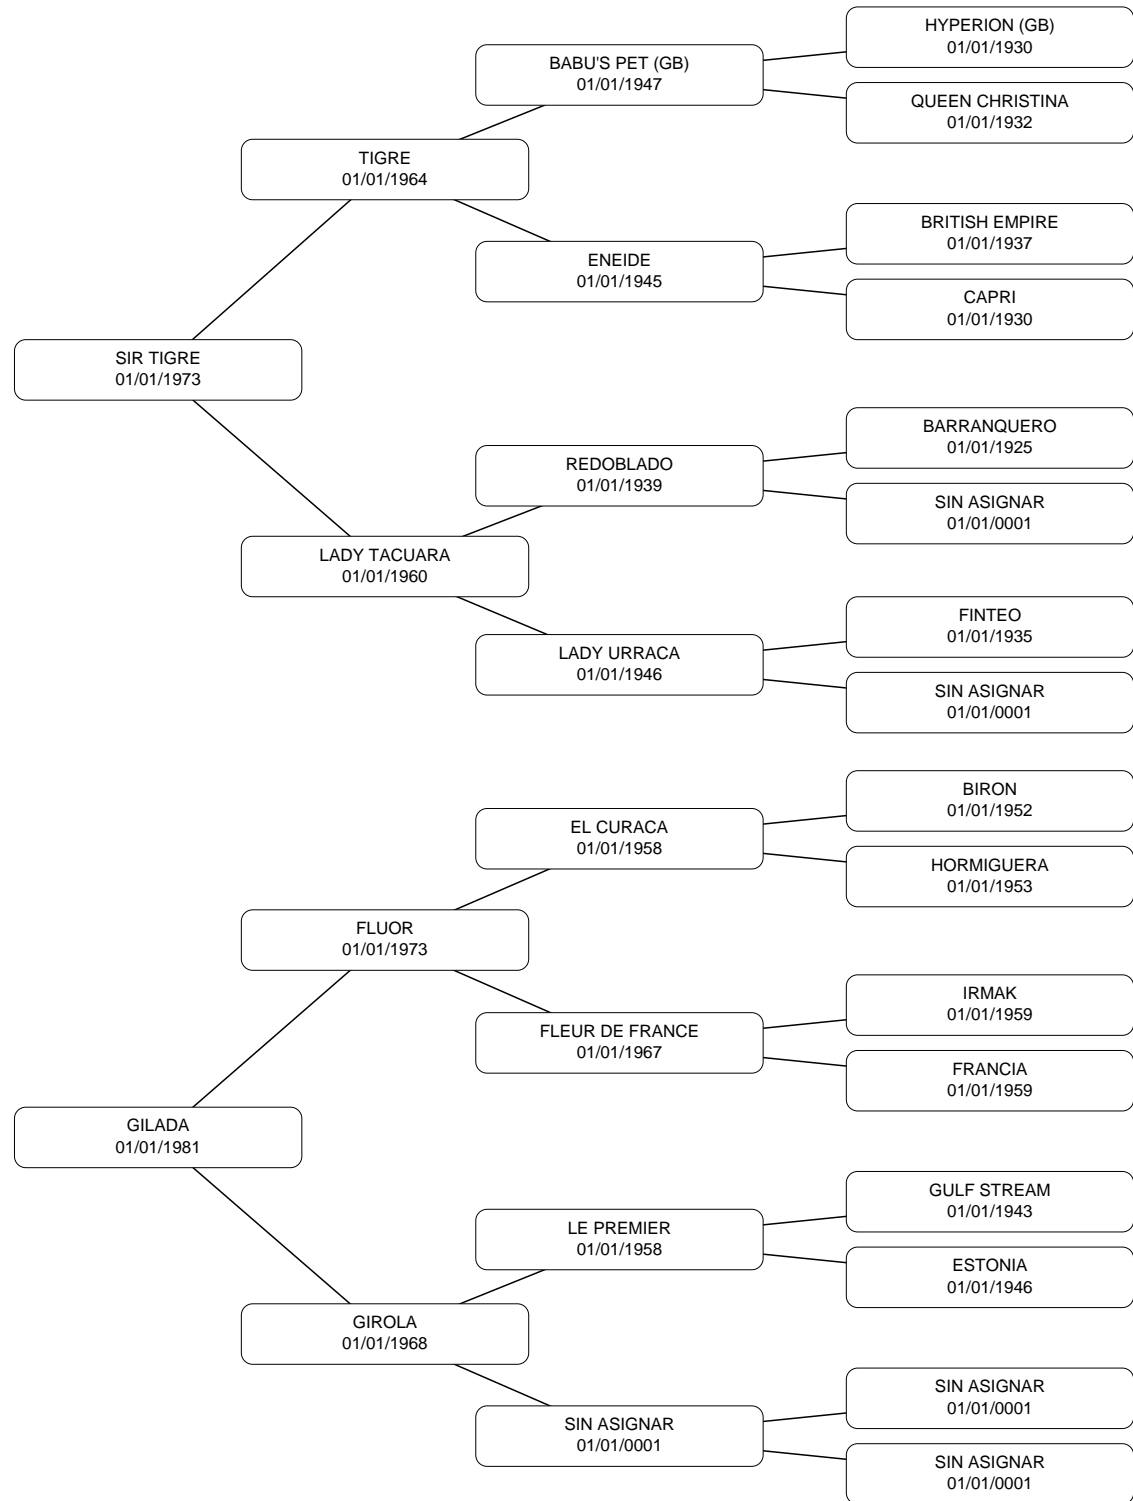 HYPERION (GB)
01/01/1930
BABU'S PET (GB)
01/01/1947
QUEEN CHRISTINA
01/01/1932
TIGRE
01/01/1964
BRITISH EMPIRE
01/01/1937
ENEIDE
01/01/1945
CAPRI
01/01/1930
SIR TIGRE
01/01/1973
BARRANQUERO
01/01/1925
REDOBLADO
01/01/1939
SIN ASIGNAR
01/01/0001
LADY TACUARA
01/01/1960
FINTEO
01/01/1935
LADY URRACA
01/01/1946
SIN ASIGNAR
01/01/0001
BIRON
01/01/1952
EL CURACA
01/01/1958
HORMIGUERA
01/01/1953
FLUOR
01/01/1973
IRMAK
01/01/1959
FLEUR DE FRANCE
01/01/1967
FRANCIA
01/01/1959
GILADA
01/01/1981
GULF STREAM
01/01/1943
LE PREMIER
01/01/1958
ESTONIA
01/01/1946
GIROLA
01/01/1968
SIN ASIGNAR
01/01/0001
SIN ASIGNAR
01/01/0001
SIN ASIGNAR
01/01/0001